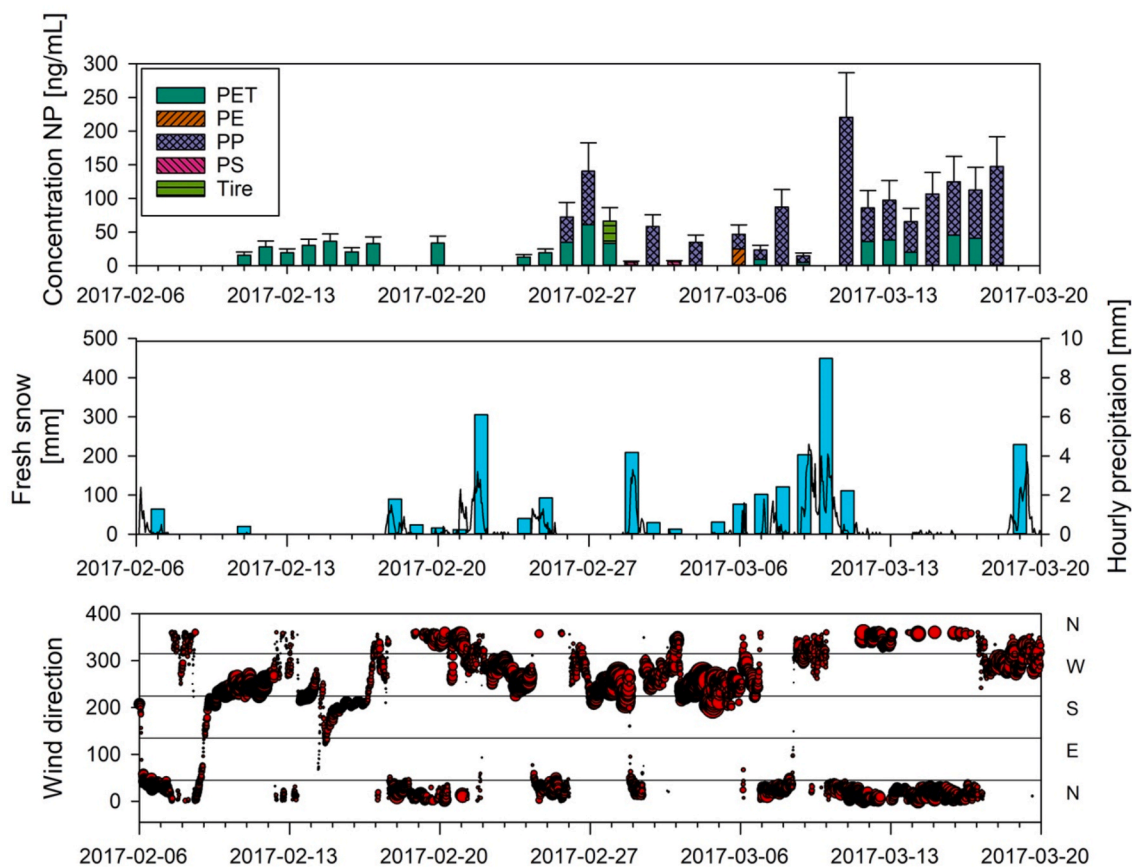 Concentration NP [ng/mL]
300
250
200
150
100
50
0
PET
PE
PP
PS
Tire
2017-02-06 2017-02-13 2017-02-20 2017-02-27 2017-03-06 2017-03-13 2017-03-20
Fresh snow
[mm]
500
400
300
200
100
0
10
8
6
4
2
0
Hourly precipitaion [mm]
2017-02-06 2017-02-13 2017-02-20 2017-02-27 2017-03-06 2017-03-13 2017-03-20
Wind direction
400
300
200
100
0
N
W
S
E
N
2017-02-06 2017-02-13 2017-02-20 2017-02-27 2017-03-06 2017-03-13 2017-03-20